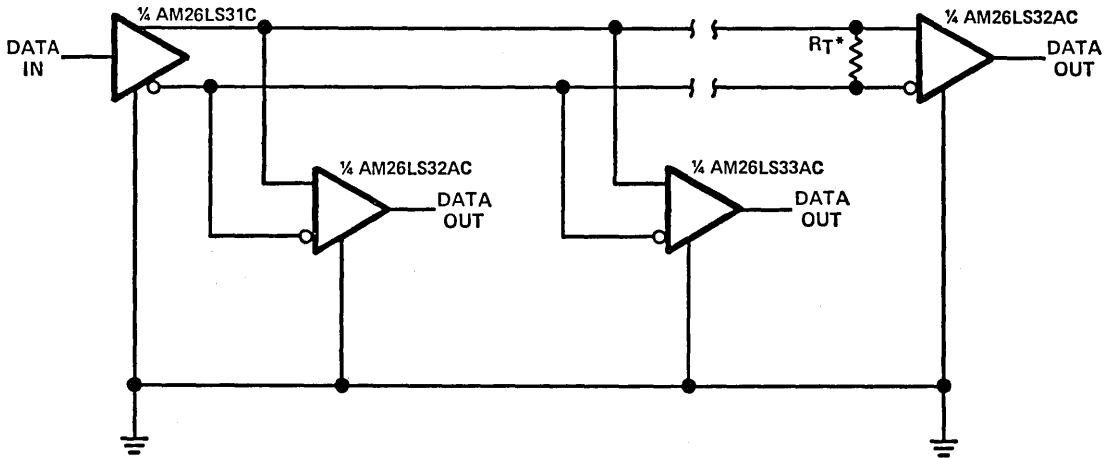 ¼ AM26LS31C
¼ AM26LS32AC
DATA
IN
RT*
DATA
OUT
¼ AM26LS32AC
¼ AM26LS33AC
DATA
OUT
DATA
OUT